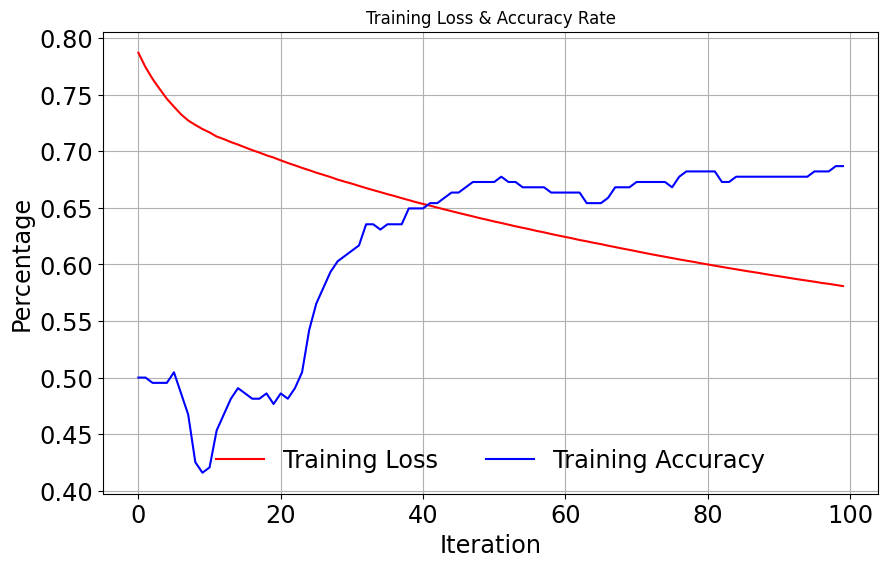 Training Loss & Accuracy Rate
0.80
0.75
0.70
0.65
0.60
0.55
0.50
0.45
0.40
Percentage
Training Loss Training Accuracy
0 20 40 60 80 100
Iteration